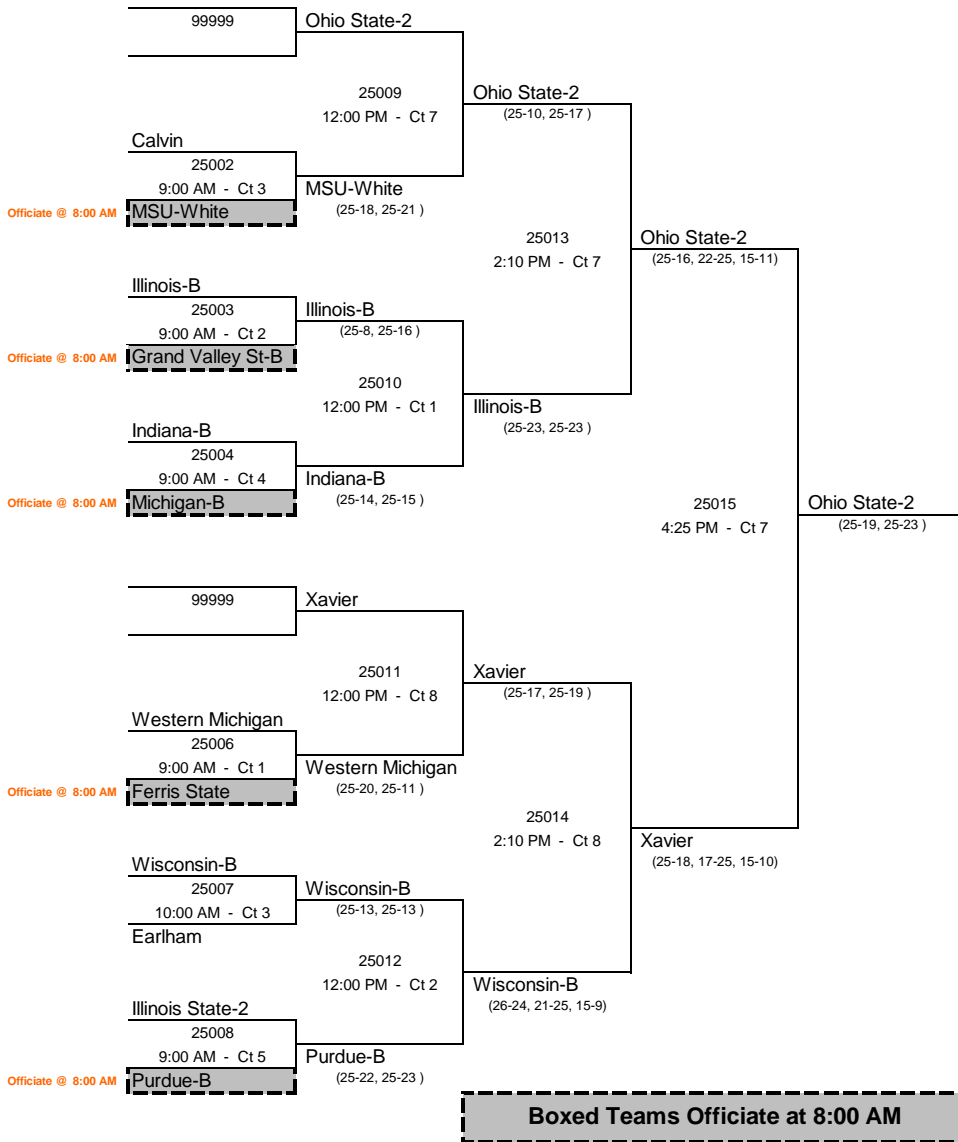 99999
Ohio State-2
25009
12:00 PM - Ct 7
Ohio State-2
(25-10, 25-17 )
Calvin
25002
9:00 AM - Ct 3
Officiate @ 8:00 AM
MSU-White
MSU-White
(25-18, 25-21 )
25013
2:10 PM - Ct 7
Ohio State-2
(25-16, 22-25, 15-11)
Illinois-B
25003
9:00 AM - Ct 2
Officiate @ 8:00 AM
Grand Valley St-B
Illinois-B
(25-8, 25-16 )
25010
12:00 PM - Ct 1
Illinois-B
(25-23, 25-23 )
Indiana-B
25004
9:00 AM - Ct 4
Officiate @ 8:00 AM
Michigan-B
Indiana-B
(25-14, 25-15 )
25015
4:25 PM - Ct 7
Ohio State-2
(25-19, 25-23 )
99999
Xavier
25011
12:00 PM - Ct 8
Xavier
(25-17, 25-19 )
Western Michigan
25006
9:00 AM - Ct 1
Officiate @ 8:00 AM
Ferris State
Western Michigan
(25-20, 25-11 )
25014
2:10 PM - Ct 8
Xavier
(25-18, 17-25, 15-10)
Wisconsin-B
25007
10:00 AM - Ct 3
Earlham
Wisconsin-B
(25-13, 25-13 )
25012
12:00 PM - Ct 2
Wisconsin-B
(26-24, 21-25, 15-9)
Illinois State-2
25008
9:00 AM - Ct 5
Officiate @ 8:00 AM
Purdue-B
Purdue-B
(25-22, 25-23 )
Boxed Teams Officiate at 8:00 AM